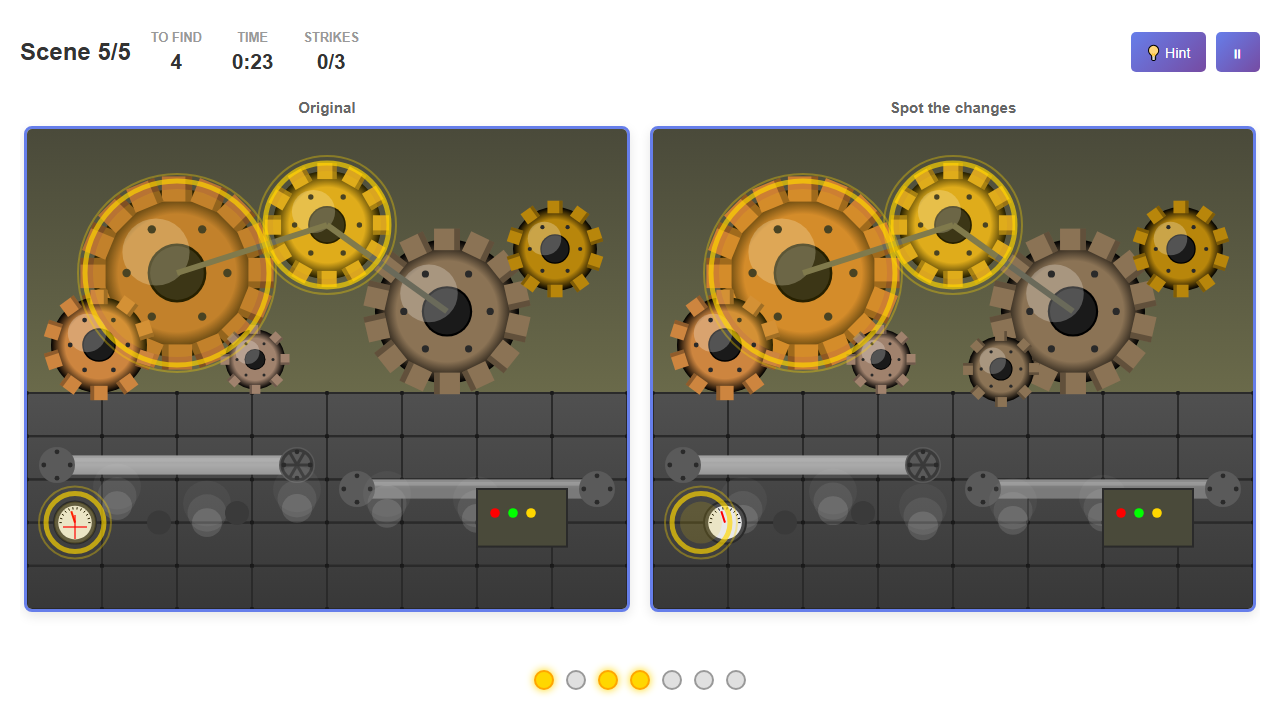 Scene 5/5
TO FIND
4
TIME
0:23
STRIKES
0/3
Hint
Original
Spot the changes